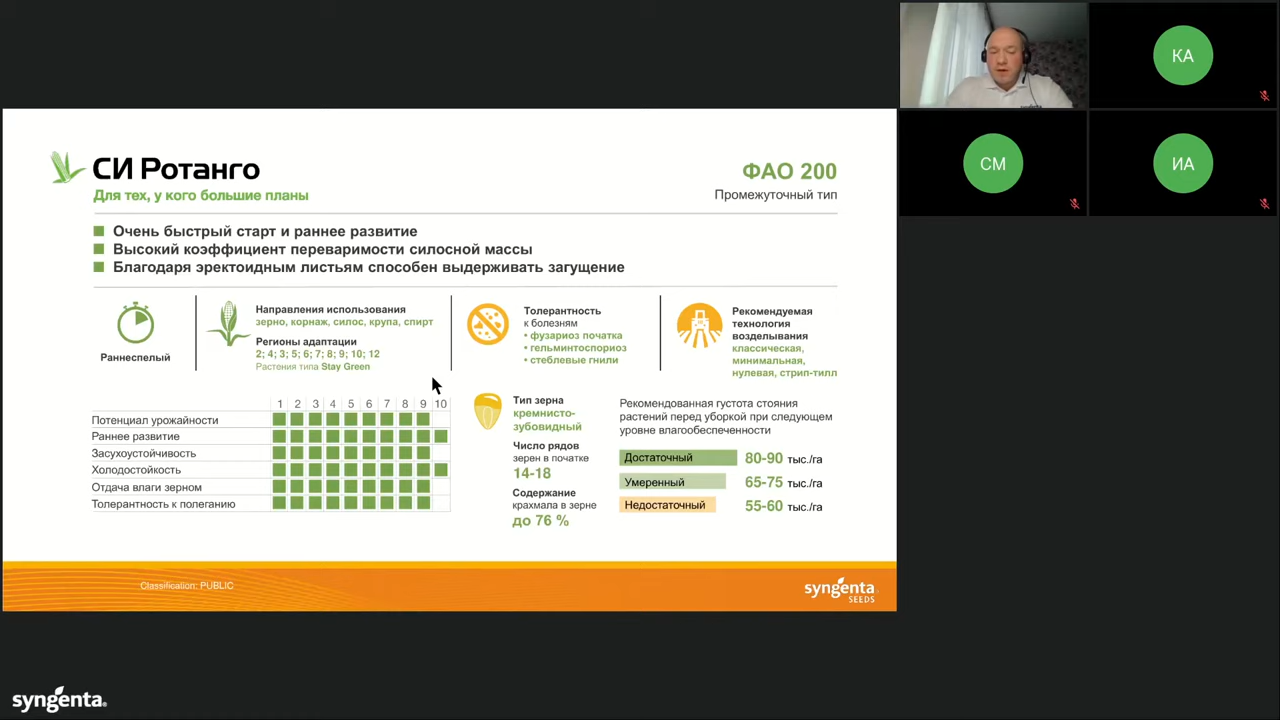 КА
СМ
ИА
СИ Ротанго
Для тех, у кого большие планы
ФАО 200
Промежуточный тип
Очень быстрый старт и раннее развитие
Высокий коэффициент переваримости силосной массы
Благодаря эректоидным листьям способен выдерживать загущение
Раннеспелый
Направления использования
зерно, корнаж, силос, крупа, спирт
Регионы адаптации
2; 4; 3; 5; 6; 7; 8; 9; 10; 12
Растения типа Stay Green
Толерантность
к болезням
• фузариоз початка
• гельминтоспориоз
• стеблевые гнили
Рекомендуемая
технология
возделывания
классическая,
минимальная,
нулевая, стрип-тилл
1 2 3 4 5 6 7 8 9 10
Потенциал урожайности
Раннее развитие
Засухоустойчивость
Холодостойкость
Отдача влаги зерном
Толерантность к полеганию
Тип зерна
кремнисто-
зубовидный
Число рядов
зерен в початке
14-18
Содержание
крахмала в зерне
до 76 %
Рекомендованная густота стояния
растений перед уборкой при следующем
уровне влагообеспеченности
Достаточный 80-90 тыс./га
Умеренный 65-75 тыс./га
Недостаточный 55-60 тыс./га
Classification: PUBLIC
syngenta
SEEDS
syngenta